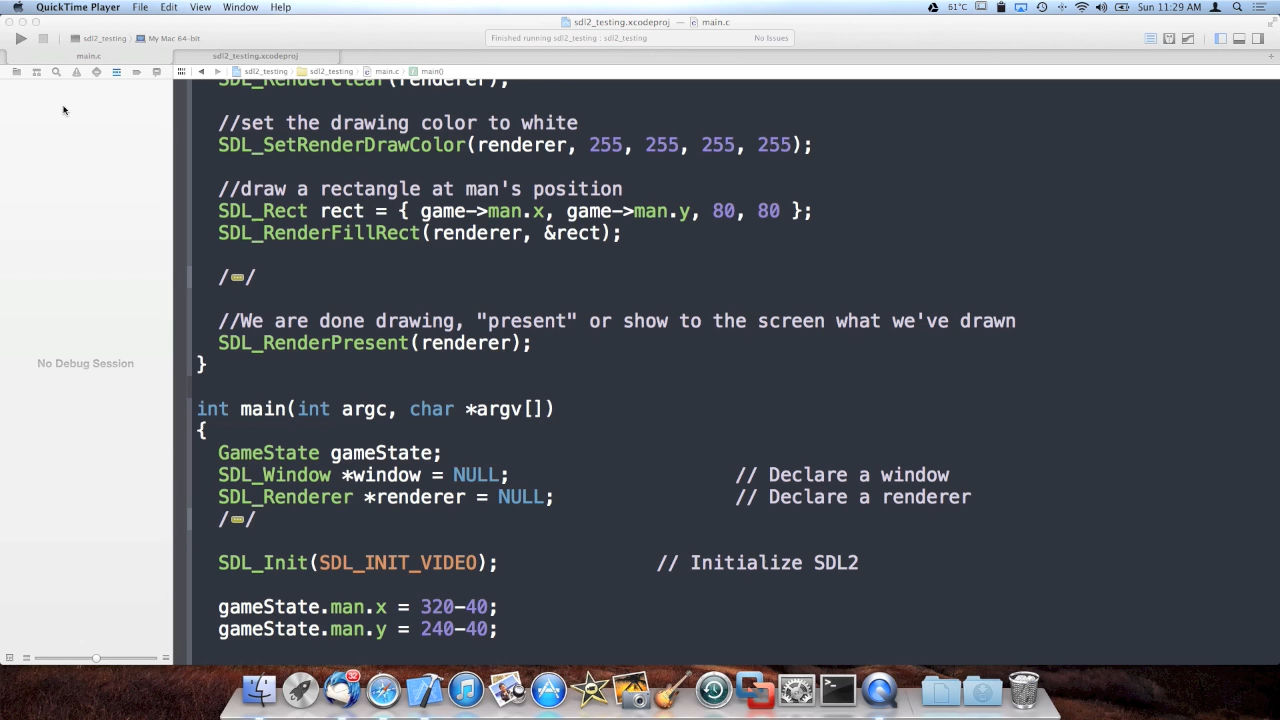 QuickTime Player File Edit View Window Help 61°C Sun 11:29 AM
sdl2_testing.xcodeproj — main.c
sdl2_testing My Mac 64-bit Finished running sdl2_testing : sdl2_testing No Issues
main.c sdl2_testing.xcodeproj
sdl2_testing sdl2_testing main.c main()
SDL_RenderClear(renderer);
//set the drawing color to white
SDL_SetRenderDrawColor(renderer, 255, 255, 255, 255);
//draw a rectangle at man's position
SDL_Rect rect = { game->man.x, game->man.y, 80, 80 };
SDL_RenderFillRect(renderer, &rect);
/…/
//We are done drawing, "present" or show to the screen what we've drawn
SDL_RenderPresent(renderer);
}
No Debug Session
int main(int argc, char *argv[])
{
GameState gameState;
SDL_Window *window = NULL; // Declare a window
SDL_Renderer *renderer = NULL; // Declare a renderer
/…/
SDL_Init(SDL_INIT_VIDEO); // Initialize SDL2
gameState.man.x = 320-40;
gameState.man.y = 240-40;
32